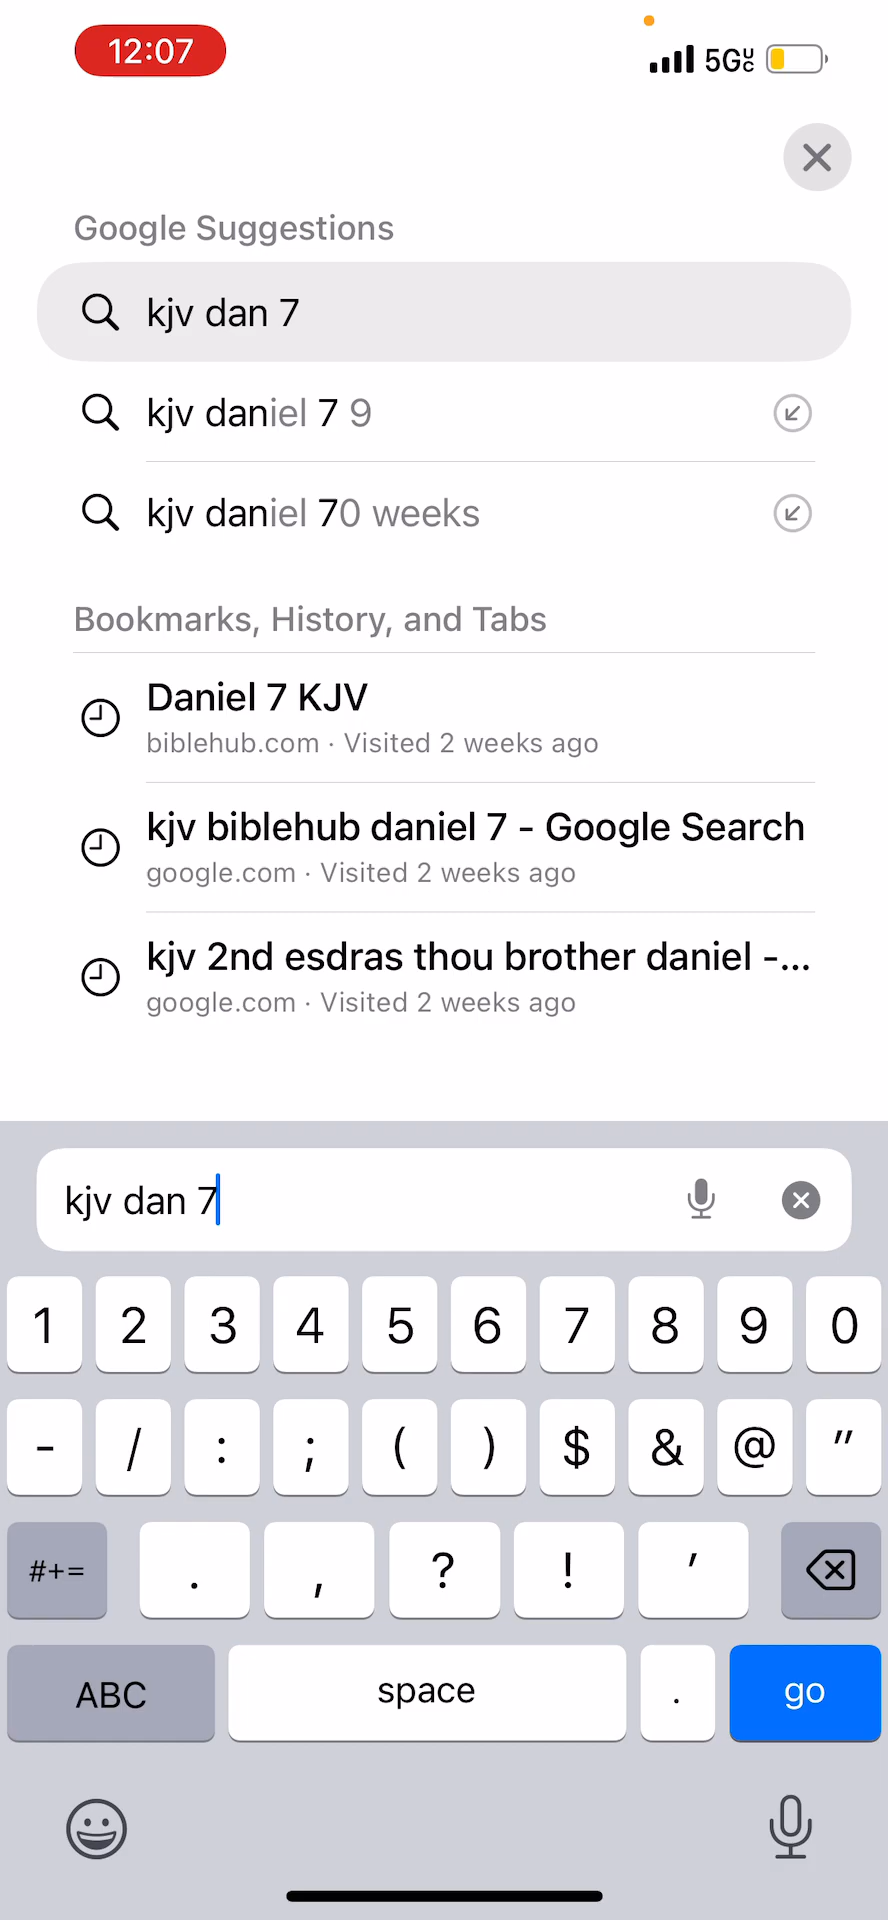 12:07
5GUC
Google Suggestions
kjv dan 7
kjv daniel 7 9
kjv daniel 70 weeks
Bookmarks, History, and Tabs
Daniel 7 KJV
biblehub.com · Visited 2 weeks ago
kjv biblehub daniel 7 - Google Search
google.com · Visited 2 weeks ago
kjv 2nd esdras thou brother daniel -...
google.com · Visited 2 weeks ago
kjv dan 7
1 2 3 4 5 6 7 8 9 0
- / : ; ( ) $ & @ "
#+= . , ? ! '
ABC space . go